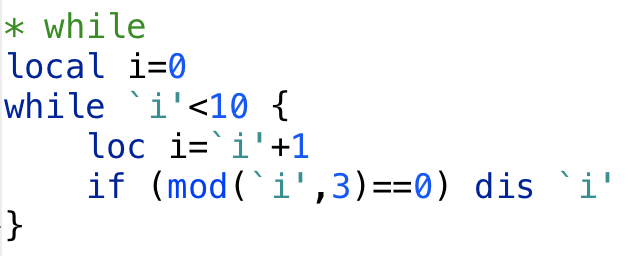 * while
local i=0
while `i'<10 {
    loc i=`i'+1
    if (mod(`i',3)==0) dis `i'
}